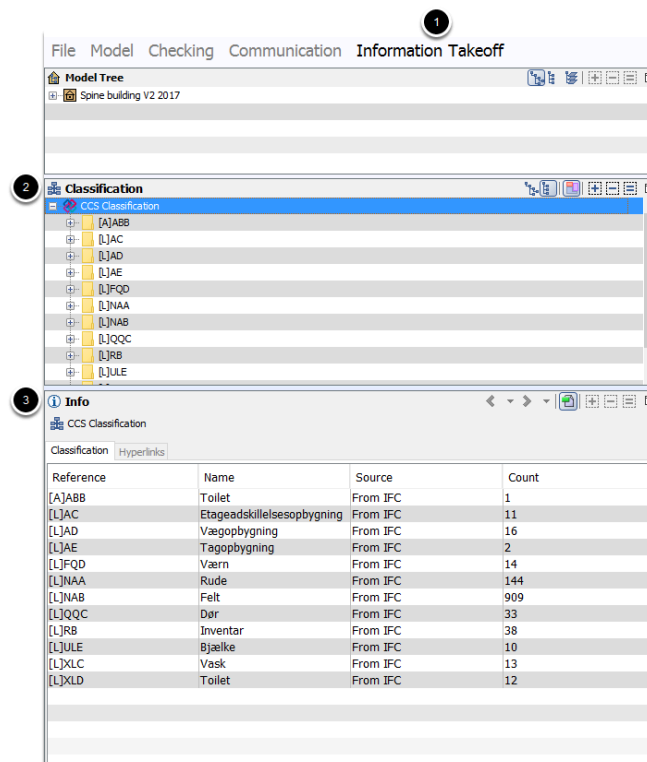 1
File Model Checking Communication Information Takeoff
Model Tree
Spine building V2 2017
2
Classification
CCS Classification
[A]ABB
[L]AC
[L]AD
[L]AE
[L]FQD
[L]NAA
[L]NAB
[L]QQC
[L]RB
[L]ULE
3
Info
CCS Classification
Classification Hyperlinks
Reference Name Source Count
[A]ABB Toilet From IFC 1
[L]AC Etageadskillelsesopbygning From IFC 11
[L]AD Vægopbygning From IFC 16
[L]AE Tagopbygning From IFC 2
[L]FQD Værn From IFC 14
[L]NAA Rude From IFC 144
[L]NAB Felt From IFC 909
[L]QQC Dør From IFC 33
[L]RB Inventar From IFC 38
[L]ULE Bjælke From IFC 10
[L]XLC Vask From IFC 13
[L]XLD Toilet From IFC 12